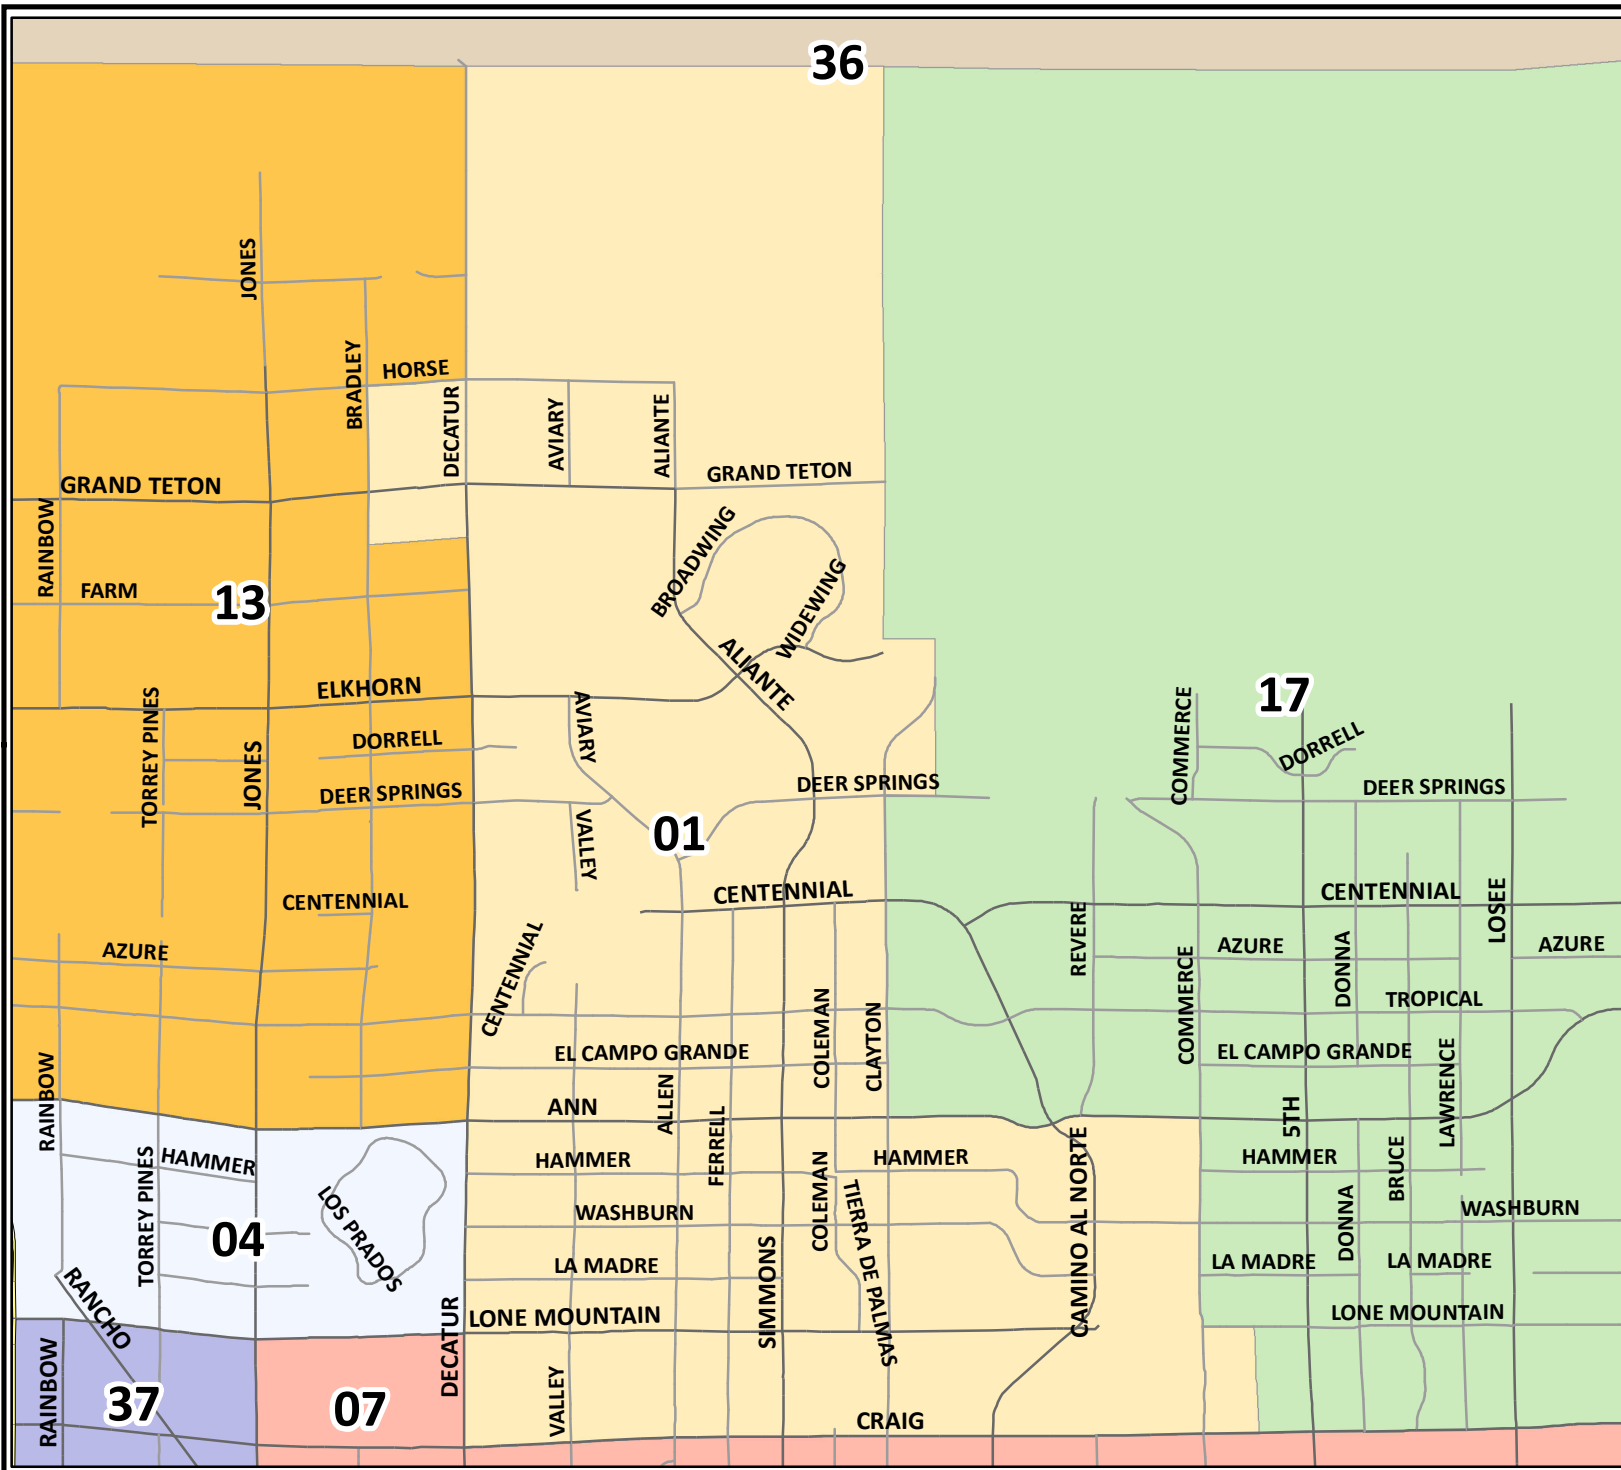 36
JONES
BRADLEY
HORSE
DECATUR
AVIARY
ALIANTE
GRAND TETON
GRAND TETON
RAINBOW
BROADWING
WIDEWING
FARM
13
ALIANTE
ELKHORN
TORREY PINES
JONES
DORRELL
AVIARY
COMMERCE
17
DORRELL
DEER SPRINGS
DEER SPRINGS
DEER SPRINGS
VALLEY
01
CENTENNIAL
CENTENNIAL
CENTENNIAL
LOSEE
REVERE
AZURE
CENTENNIAL
AZURE
DONNA
AZURE
COMMERCE
TROPICAL
COLEMAN
CLAYTON
EL CAMPO GRANDE
EL CAMPO GRANDE
RAINBOW
ALLEN
ANN
FERRELL
5TH
LAWRENCE
HAMMER
TORREY PINES
HAMMER
HAMMER
HAMMER
BRUCE
CAMINO AL NORTE
COLEMAN
TIERRA DE PALMAS
LOS PRADOS
04
WASHBURN
DONNA
WASHBURN
LA MADRE
LA MADRE
LA MADRE
SIMMONS
RANCHO
DECATUR
LONE MOUNTAIN
LONE MOUNTAIN
RAINBOW
37
07
VALLEY
CRAIG